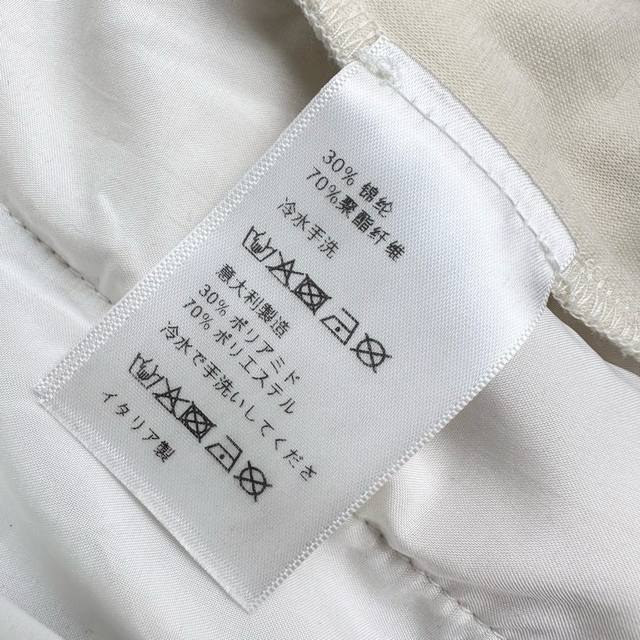 30% 锦纶
70%聚酯纤维
冷水手洗
意大利製造
30% ポリアミド
70% ポリエステル
冷水で手洗いしてくださ
イタリア製